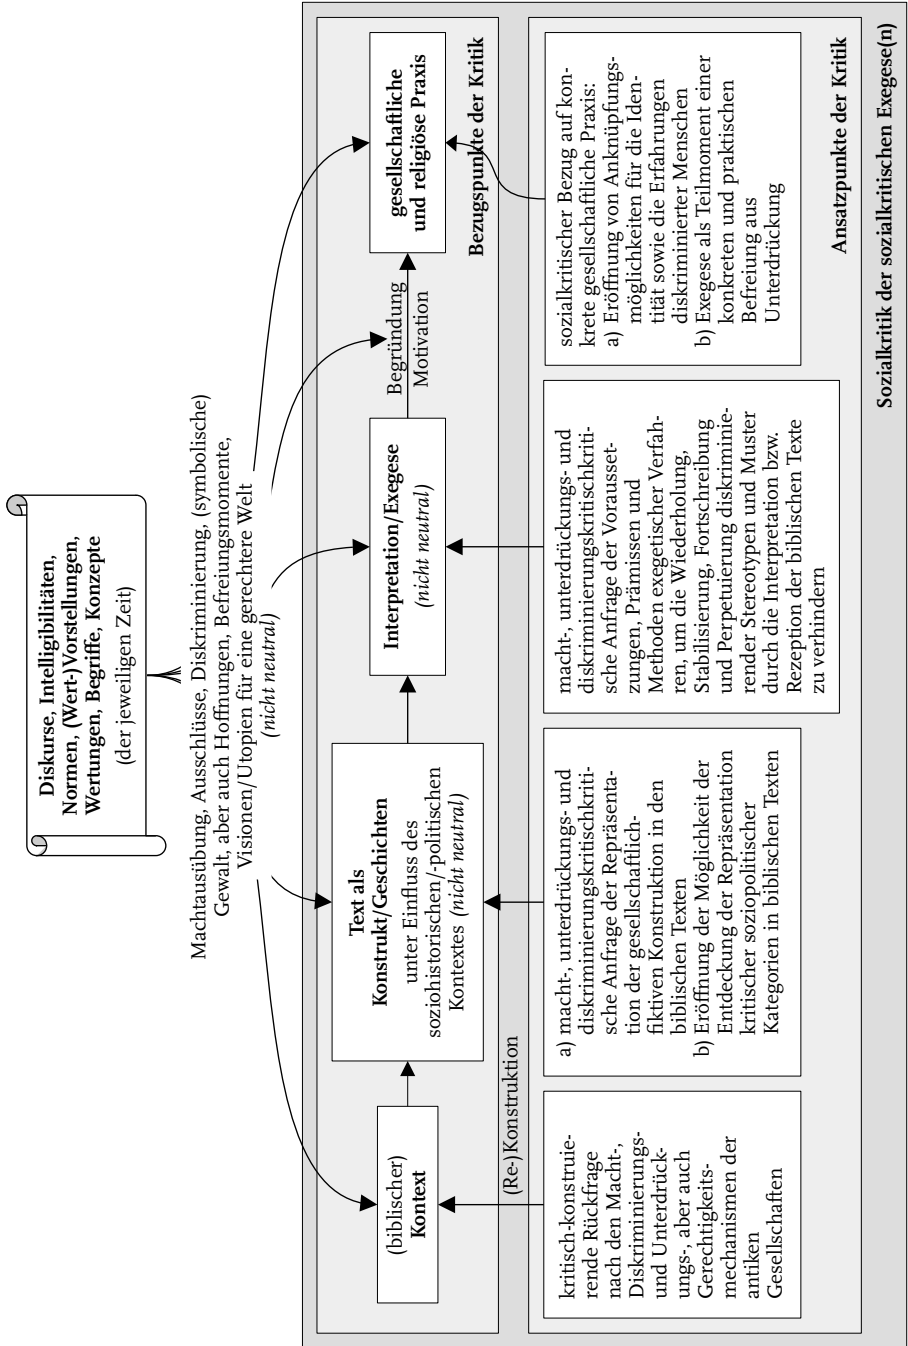 Diskurse, Intelligibilitäten,
Normen, (Wert-)Vorstellungen,
Wertungen, Begriffe, Konzepte
(der jeweiligen Zeit)
Machtausübung, Ausschlüsse, Diskriminierung, (symbolische)
Gewalt, aber auch Hoffnungen, Befreiungsmomente,
Visionen/Utopien für eine gerechtere Welt
(nicht neutral)
(biblischer)
Kontext
Text als
Konstrukt/Geschichten
unter Einfluss des
soziohistorischen/-politischen
Kontextes (nicht neutral)
Interpretation/Exegese
(nicht neutral)
Begründung
Motivation
gesellschaftliche
und religiöse Praxis
Bezugspunkte der Kritik
(Re-)Konstruktion
kritisch-konstruie-
rende Rückfrage
nach den Macht-,
Diskriminierungs-
und Unterdrück-
ungs-, aber auch
Gerechtigkeits-
mechanismen der
antiken
Gesellschaften
a) macht-, unterdrückungs- und
diskriminierungskritischkriti-
sche Anfrage der Repräsenta-
tion der gesellschaftlich-
fiktiven Konstruktion in den
biblischen Texten
b) Eröffnung der Möglichkeit der
Entdeckung der Repräsentation
kritischer soziopolitischer
Kategorien in biblischen Texten
macht-, unterdrückungs- und
diskriminierungskritischkriti-
sche Anfrage der Vorausset-
zungen, Prämissen und
Methoden exegetischer Verfah-
ren, um die Wiederholung,
Stabilisierung, Fortschreibung
und Perpetuierung diskriminie-
render Stereotypen und Muster
durch die Interpretation bzw.
Rezeption der biblischen Texte
zu verhindern
sozialkritischer Bezug auf kon-
krete gesellschaftliche Praxis:
a) Eröffnung von Anknüpfungs-
möglichkeiten für die Iden-
tität sowie die Erfahrungen
diskriminierter Menschen
b) Exegese als Teilmoment einer
konkreten und praktischen
Befreiung aus
Unterdrückung
Ansatzpunkte der Kritik
Sozialkritik der sozialkritischen Exegese(n)